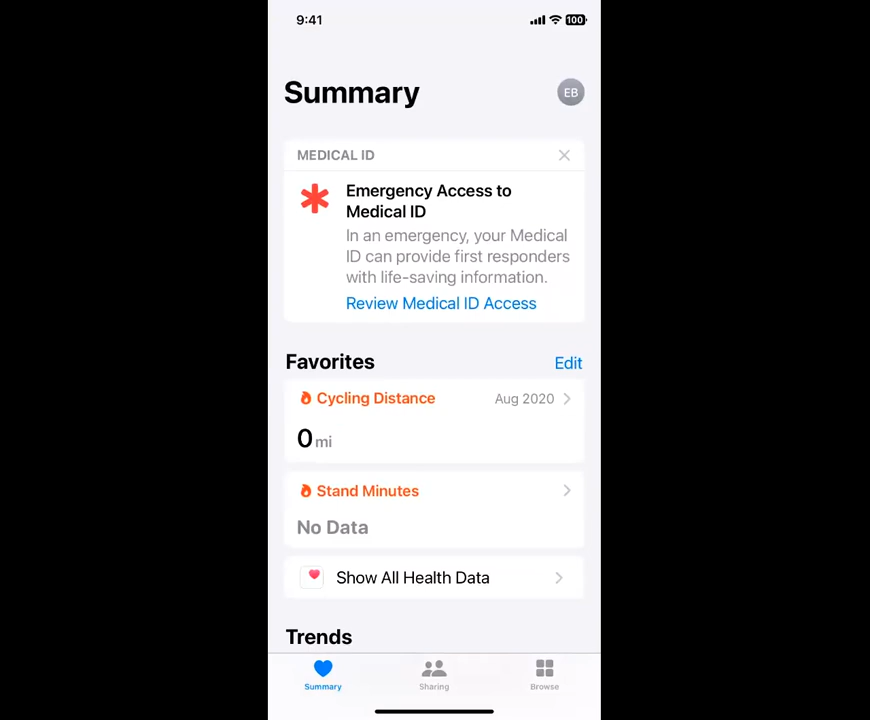 9:41
100
Summary
EB
MEDICAL ID
Emergency Access to
Medical ID
In an emergency, your Medical
ID can provide first responders
with life-saving information.
Review Medical ID Access
Favorites
Edit
Cycling Distance
Aug 2020
0 mi
Stand Minutes
No Data
Show All Health Data
Trends
Summary
Sharing
Browse